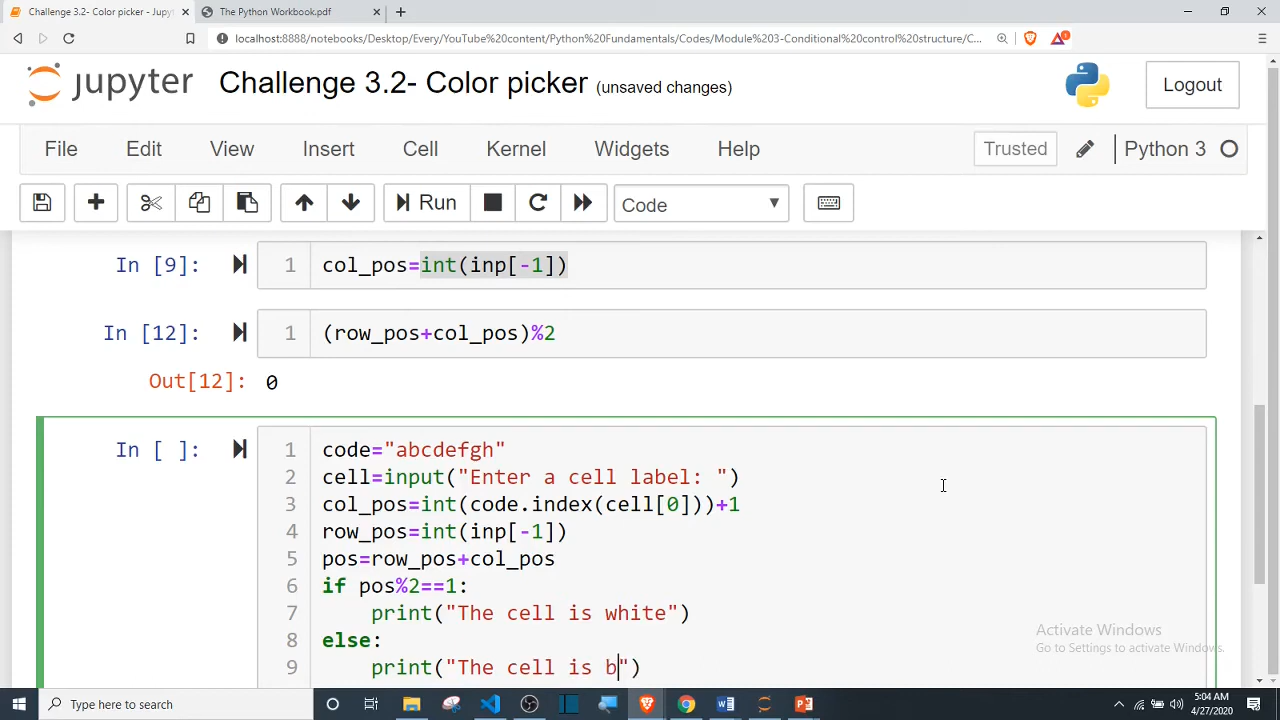 Challenge 3.2- Color picker - Jupyt
The Python Workbook.pdf
localhost:8888/notebooks/Desktop/Every/YouTube%20content/Python%20Fundamentals/Codes/Module%203-Conditional%20control%20structure/C...
jupyter Challenge 3.2- Color picker (unsaved changes)
Logout
File Edit View Insert Cell Kernel Widgets Help
Trusted
Python 3
Run
Code
In [9]:
1 col_pos=int(inp[-1])
In [12]:
1 (row_pos+col_pos)%2
Out[12]: 0
In [ ]:
1 code="abcdefgh"
2 cell=input("Enter a cell label: ")
3 col_pos=int(code.index(cell[0]))+1
4 row_pos=int(inp[-1])
5 pos=row_pos+col_pos
6 if pos%2==1:
7 print("The cell is white")
8 else:
9 print("The cell is b")
Activate Windows
Go to Settings to activate Windows.
Type here to search
5:04 AM
4/27/2020